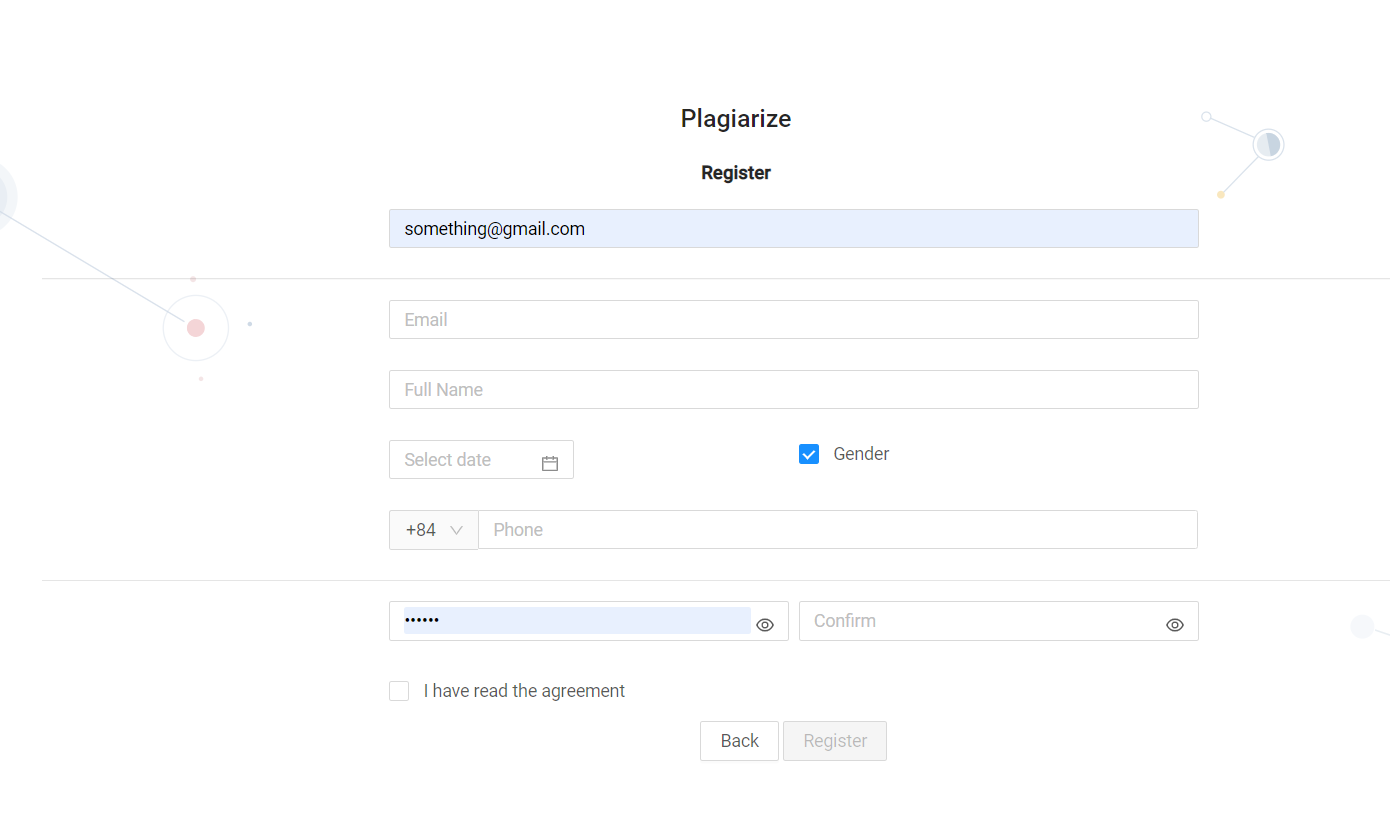 Plagiarize
Register
something@gmail.com
Email
Full Name
Select date
Gender
+84 Phone
•••••• Confirm
I have read the agreement
Back Register